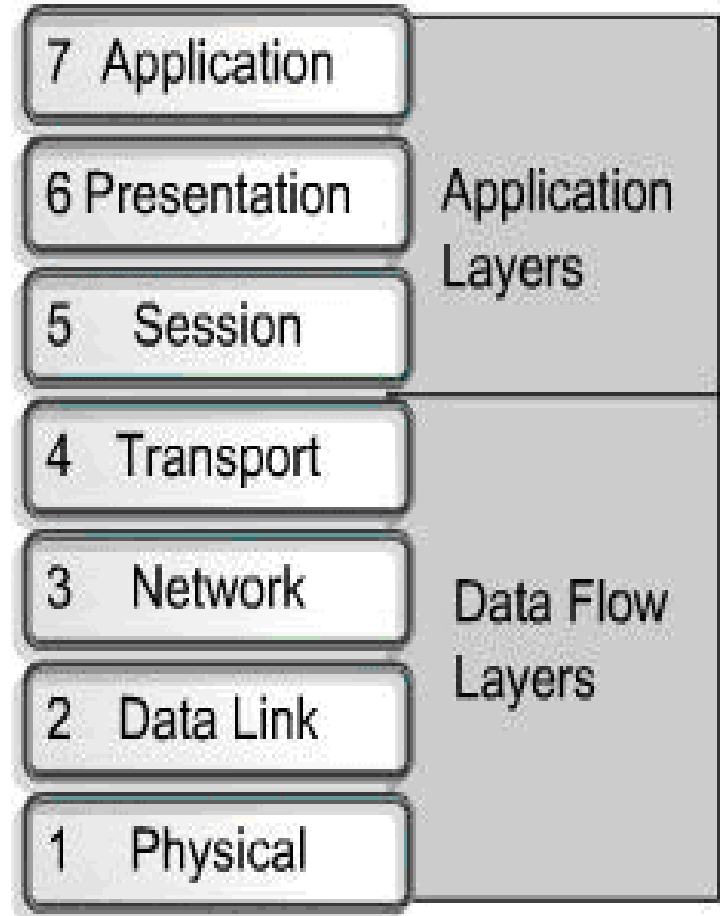 7 Application
6 Presentation
5 Session
4 Transport
3 Network
2 Data Link
1 Physical
Application
Layers
Data Flow
Layers